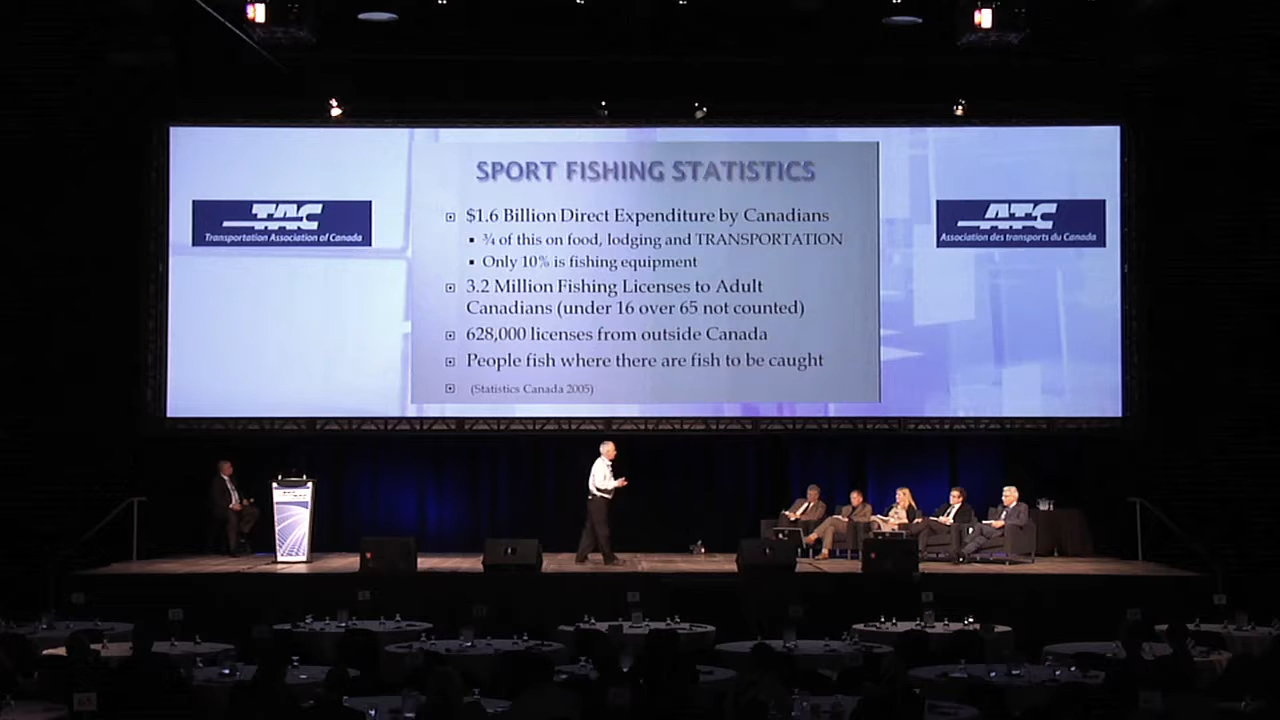 SPORT FISHING STATISTICS
TAC
Transportation Association of Canada
ATC
Association des transports du Canada
$1.6 Billion Direct Expenditure by Canadians
¾ of this on food, lodging and TRANSPORTATION
Only 10% is fishing equipment
3.2 Million Fishing Licenses to Adult
Canadians (under 16 over 65 not counted)
628,000 licenses from outside Canada
People fish where there are fish to be caught
(Statistics Canada 2005)